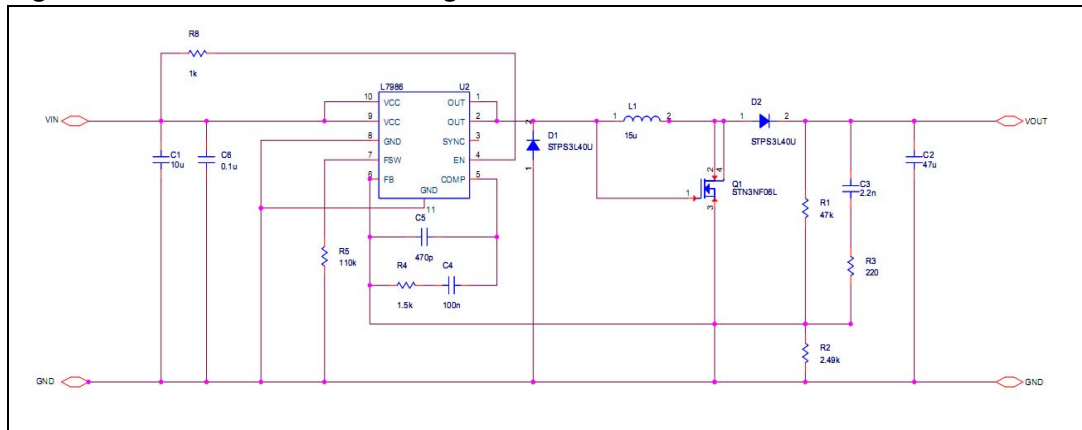 R8
1k
L7986
U2
10
VCC
OUT
1
9
VCC
OUT
2
8
GND
SYNC
3
7
FSW
EN
4
6
FB
COMP
5
GND
11
VIN
C1
10u
C6
0.1u
R5
110k
C5
470p
R4
1.5k
C4
100n
2
D1
STPS3L40U
1
1
L1
2
15u
1
D2
2
STPS3L40U
2
4
1
Q1
STN3NF06L
3
R1
47k
C3
2.2n
R3
220
C2
47u
R2
2.49k
VOUT
GND
GND